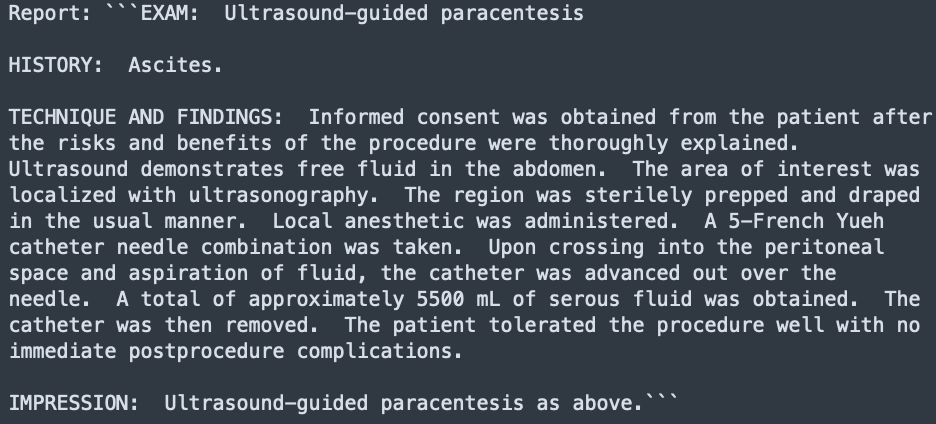 Report: ```EXAM:  Ultrasound-guided paracentesis
HISTORY:  Ascites.
TECHNIQUE AND FINDINGS:  Informed consent was obtained from the patient after
the risks and benefits of the procedure were thoroughly explained.
Ultrasound demonstrates free fluid in the abdomen.  The area of interest was
localized with ultrasonography.  The region was sterilely prepped and draped
in the usual manner.  Local anesthetic was administered.  A 5-French Yueh
catheter needle combination was taken.  Upon crossing into the peritoneal
space and aspiration of fluid, the catheter was advanced out over the
needle.  A total of approximately 5500 mL of serous fluid was obtained.  The
catheter was then removed.  The patient tolerated the procedure well with no
immediate postprocedure complications.
IMPRESSION:  Ultrasound-guided paracentesis as above.```